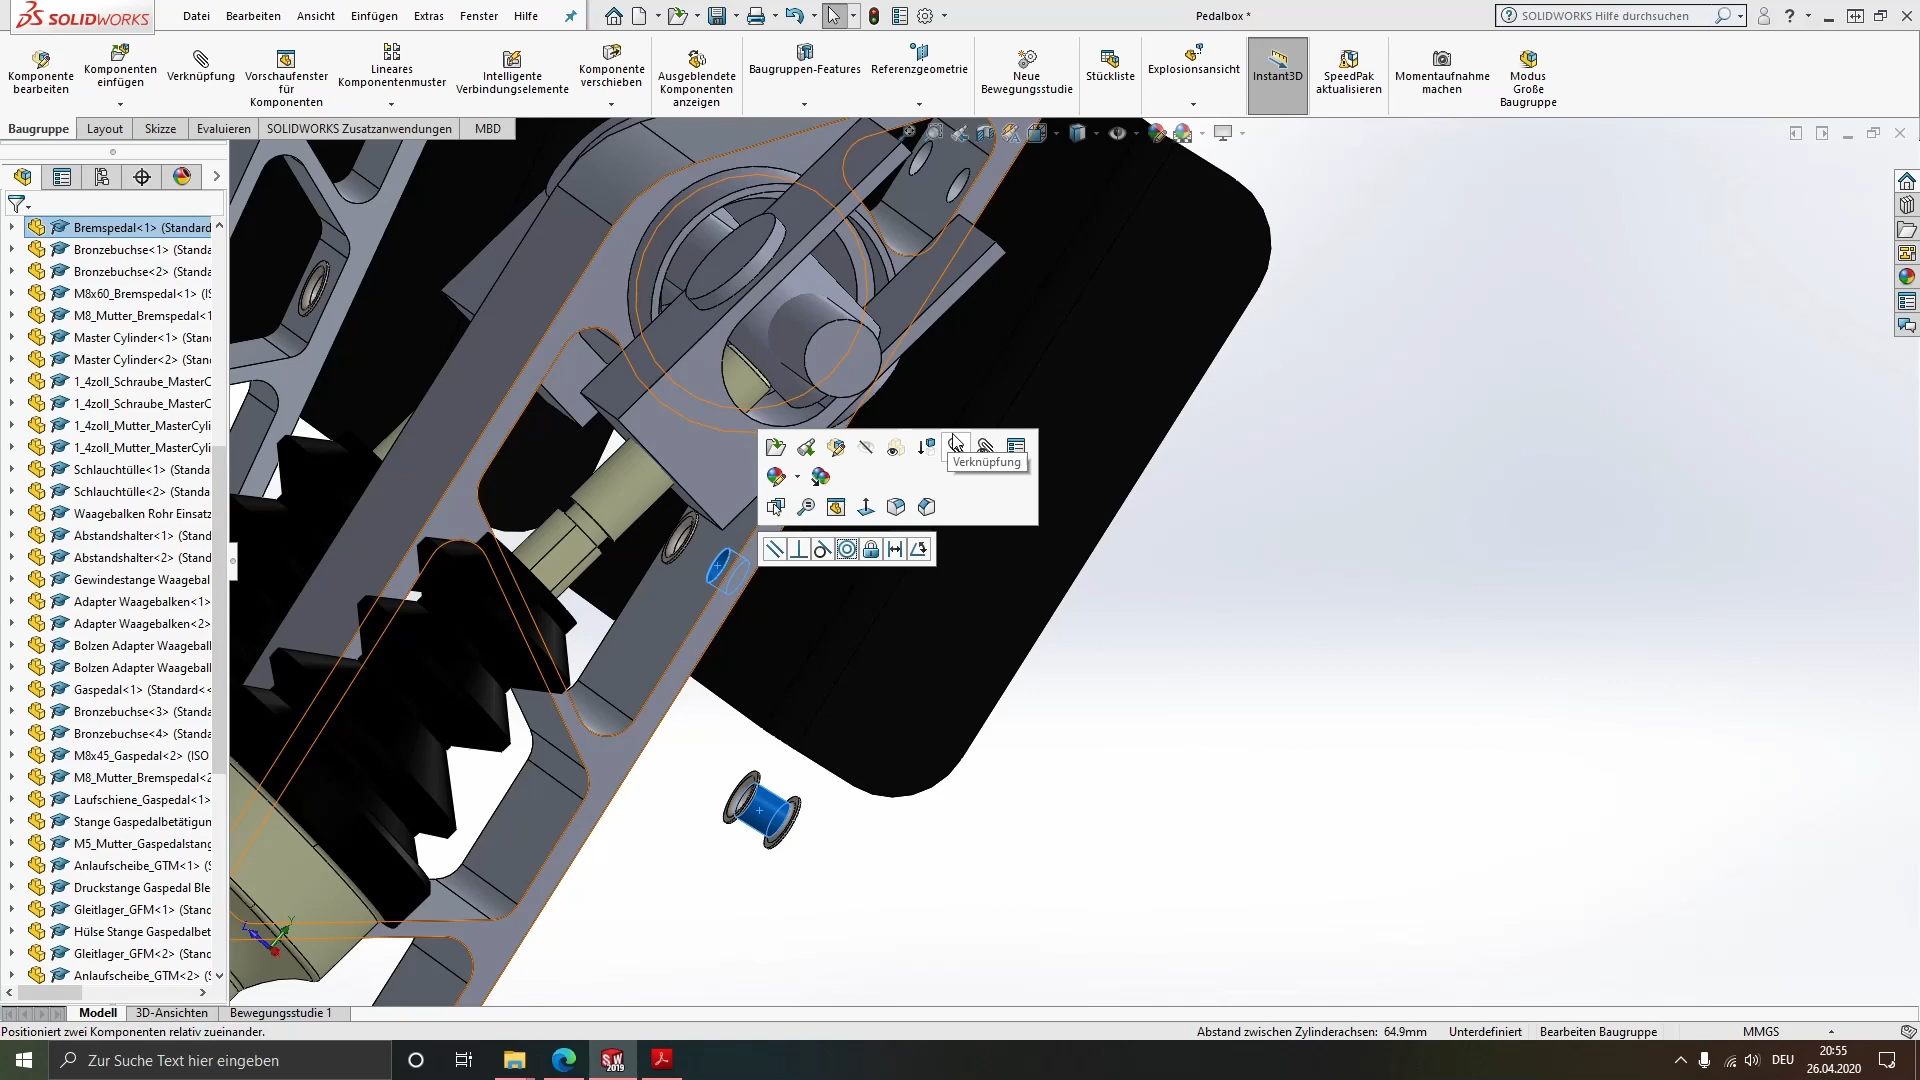 SOLIDWORKS
Datei Bearbeiten Ansicht Einfügen Extras Fenster Hilfe
Pedalbox *
SOLIDWORKS Hilfe durchsuchen
Komponente bearbeiten
Komponenten einfügen
Verknüpfung
Vorschaufenster für Komponenten
Lineares Komponentenmuster
Intelligente Verbindungselemente
Komponente verschieben
Ausgeblendete Komponenten anzeigen
Baugruppen-Features
Referenzgeometrie
Neue Bewegungsstudie
Stückliste
Explosionsansicht
Instant3D
SpeedPak aktualisieren
Momentaufnahme machen
Modus Große Baugruppe
Baugruppe Layout Skizze Evaluieren SOLIDWORKS Zusatzanwendungen MBD
Bremspedal<1> (Standard
Bronzebuchse<1> (Standa
Bronzebuchse<2> (Standa
M8x60_Bremspedal<1> (IS
M8_Mutter_Bremspedal<1
Master Cylinder<1> (Stan
Master Cylinder<2> (Stan
1_4zoll_Schraube_MasterC
1_4zoll_Schraube_MasterC
1_4zoll_Mutter_MasterCyli
1_4zoll_Mutter_MasterCyli
Schlauchtülle<1> (Standa
Schlauchtülle<2> (Standa
Waagebalken Rohr Einsatz
Abstandshalter<1> (Stand
Abstandshalter<2> (Stand
Gewindestange Waagebal
Adapter Waagebalken<1>
Adapter Waagebalken<2>
Bolzen Adapter Waagebal
Bolzen Adapter Waagebal
Gaspedal<1> (Standard<<
Bronzebuchse<3> (Standa
Bronzebuchse<4> (Standa
M8x45_Gaspedal<2> (ISO
M8_Mutter_Bremspedal<2
Laufschiene_Gaspedal<1>
Stange Gaspedalbetätigun
M5_Mutter_Gaspedalstang
Anlaufscheibe_GTM<1> (S
Druckstange Gaspedal Ble
Gleitlager_GFM<1> (Stand
Hülse Stange Gaspedalbet
Gleitlager_GFM<2> (Stand
Anlaufscheibe_GTM<2> (S
Verknüpfung
Y
Modell 3D-Ansichten Bewegungsstudie 1
Positioniert zwei Komponenten relativ zueinander.
Abstand zwischen Zylinderachsen: 64.9mm Unterdefiniert Bearbeiten Baugruppe MMGS
Zur Suche Text hier eingeben
SW
2019
DEU
20:55
26.04.2020